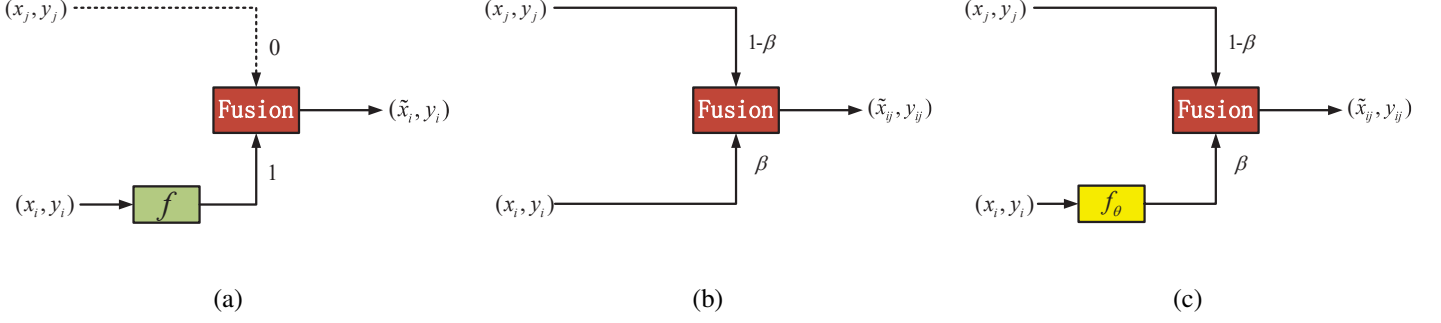 (x_j, y_j)
0
Fusion
(x̃_i, y_i)
1
(x_i, y_i)
f
(a)
(x_j, y_j)
1-β
Fusion
(x̃_ij, y_ij)
β
(x_i, y_i)
(b)
(x_j, y_j)
1-β
Fusion
(x̃_ij, y_ij)
β
(x_i, y_i)
f_θ
(c)